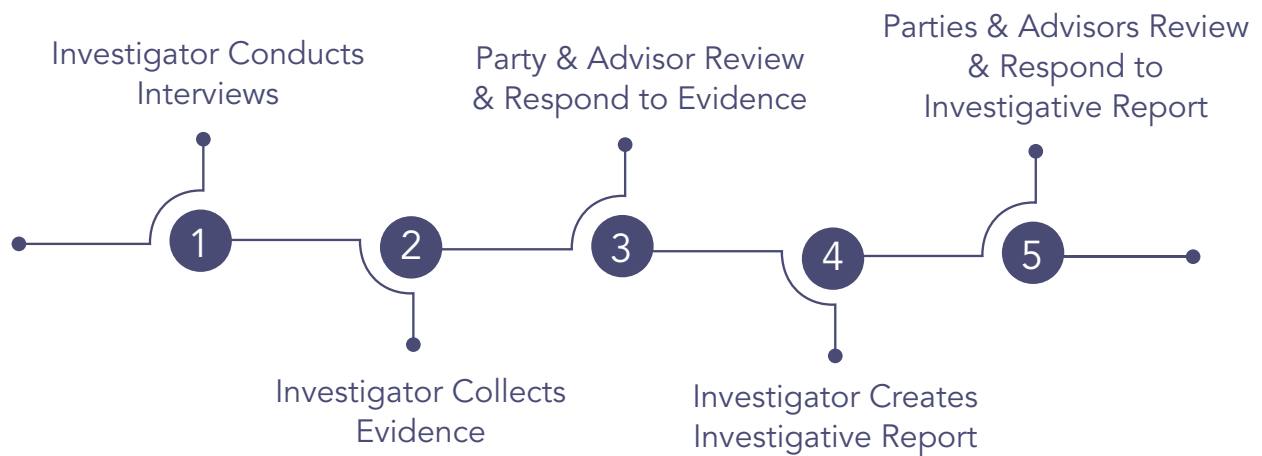 Investigator Conducts
Interviews
Party & Advisor Review
& Respond to Evidence
Parties & Advisors Review
& Respond to
Investigative Report
1
2
3
4
5
Investigator Collects
Evidence
Investigator Creates
Investigative Report